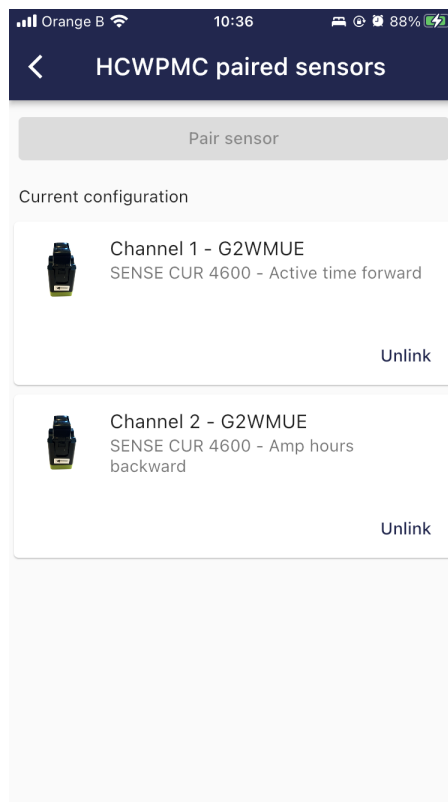 Orange B 10:36 88%
HCWPMC paired sensors
Pair sensor
Current configuration
Channel 1 - G2WMUE
SENSE CUR 4600 - Active time forward
Unlink
Channel 2 - G2WMUE
SENSE CUR 4600 - Amp hours
backward
Unlink